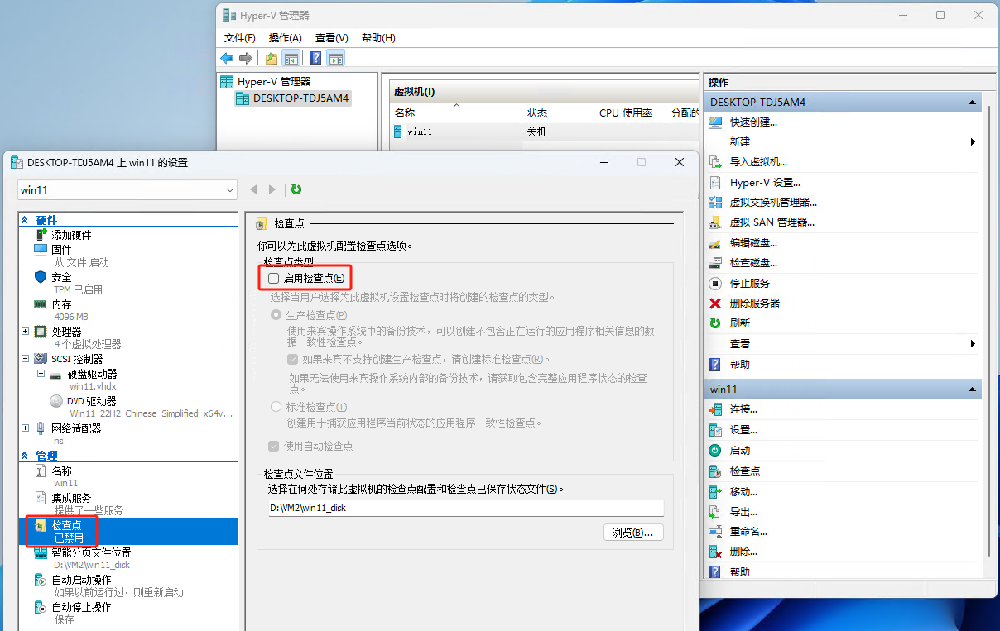 Hyper-V 管理器
文件(F) 操作(A) 查看(V) 帮助(H)
Hyper-V 管理器
DESKTOP-TDJ5AM4
虚拟机(I)
名称 状态 CPU 使用率 分配的
win11 关机
操作
DESKTOP-TDJ5AM4
快速创建...
新建
导入虚拟机...
Hyper-V 设置...
虚拟交换机管理器...
虚拟 SAN 管理器...
编辑磁盘...
检查磁盘...
停止服务
删除服务器
刷新
查看
帮助
win11
连接...
设置...
启动
检查点
移动...
导出...
重命名...
删除...
帮助
DESKTOP-TDJ5AM4 上 win11 的设置
win11
硬件
添加硬件
固件
从 文件 启动
安全
TPM 已启用
内存
4096 MB
处理器
4 个虚拟处理器
SCSI 控制器
硬盘驱动器
win11.vhdx
DVD 驱动器
Win11_22H2_Chinese_Simplified_x64v...
网络适配器
ns
管理
名称
win11
集成服务
提供了一些服务
检查点
已禁用
智能分页文件位置
D:\VM2\win11_disk
自动启动操作
如果以前运行过，则重新启动
自动停止操作
保存
检查点
你可以为此虚拟机配置检查点选项。
检查点类型
启用检查点(E)
选择当用户选择为此虚拟机设置检查点时将创建的检查点的类型。
生产检查点(P)
使用来宾操作系统中的备份技术，可以创建不包含正在运行的应用程序相关信息的数
据一致性检查点。
如果来宾不支持创建生产检查点，请创建标准检查点(R)。
如果无法使用来宾操作系统内部的备份技术，请获取包含完整应用程序状态的检查
点。
标准检查点(T)
创建用于捕获应用程序当前状态的应用程序一致性检查点。
使用自动检查点
检查点文件位置
选择在何处存储此虚拟机的检查点配置和检查点已保存状态文件(S)。
D:\VM2\win11_disk
浏览(B)...